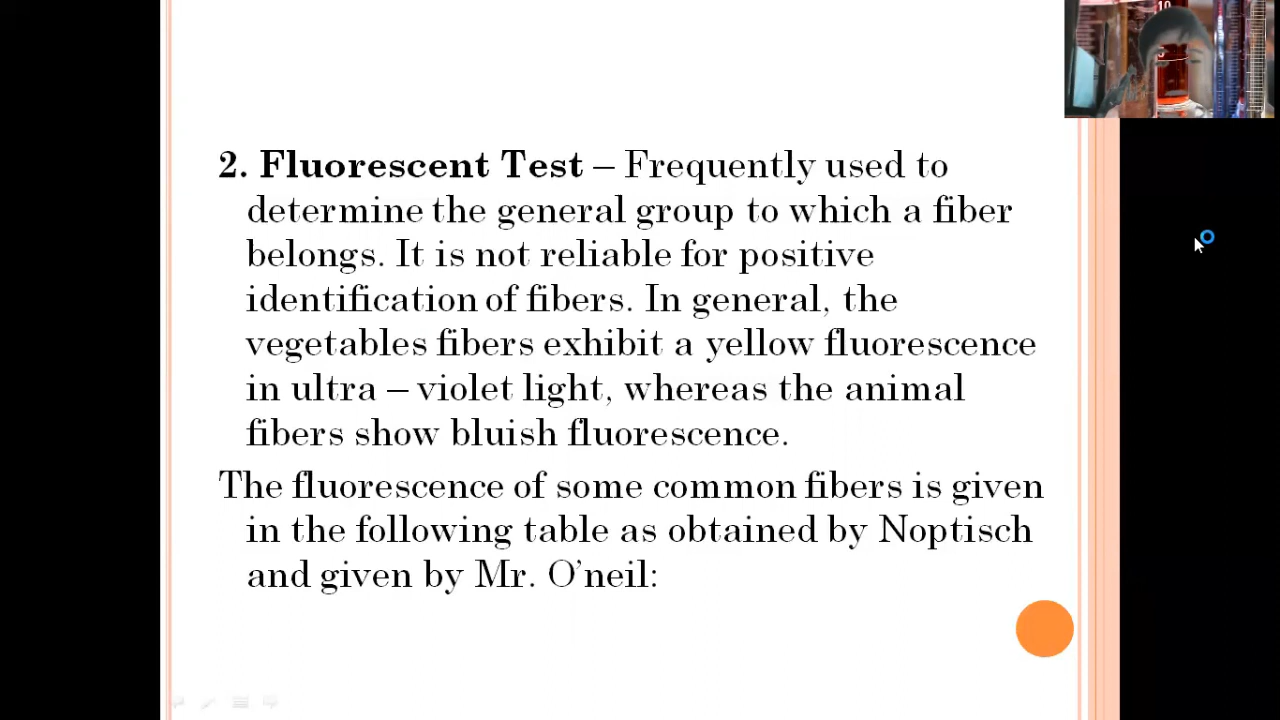 10
2. Fluorescent Test – Frequently used to
determine the general group to which a fiber
belongs. It is not reliable for positive
identification of fibers. In general, the
vegetables fibers exhibit a yellow fluorescence
in ultra – violet light, whereas the animal
fibers show bluish fluorescence.
The fluorescence of some common fibers is given
in the following table as obtained by Noptisch
and given by Mr. O’neil: